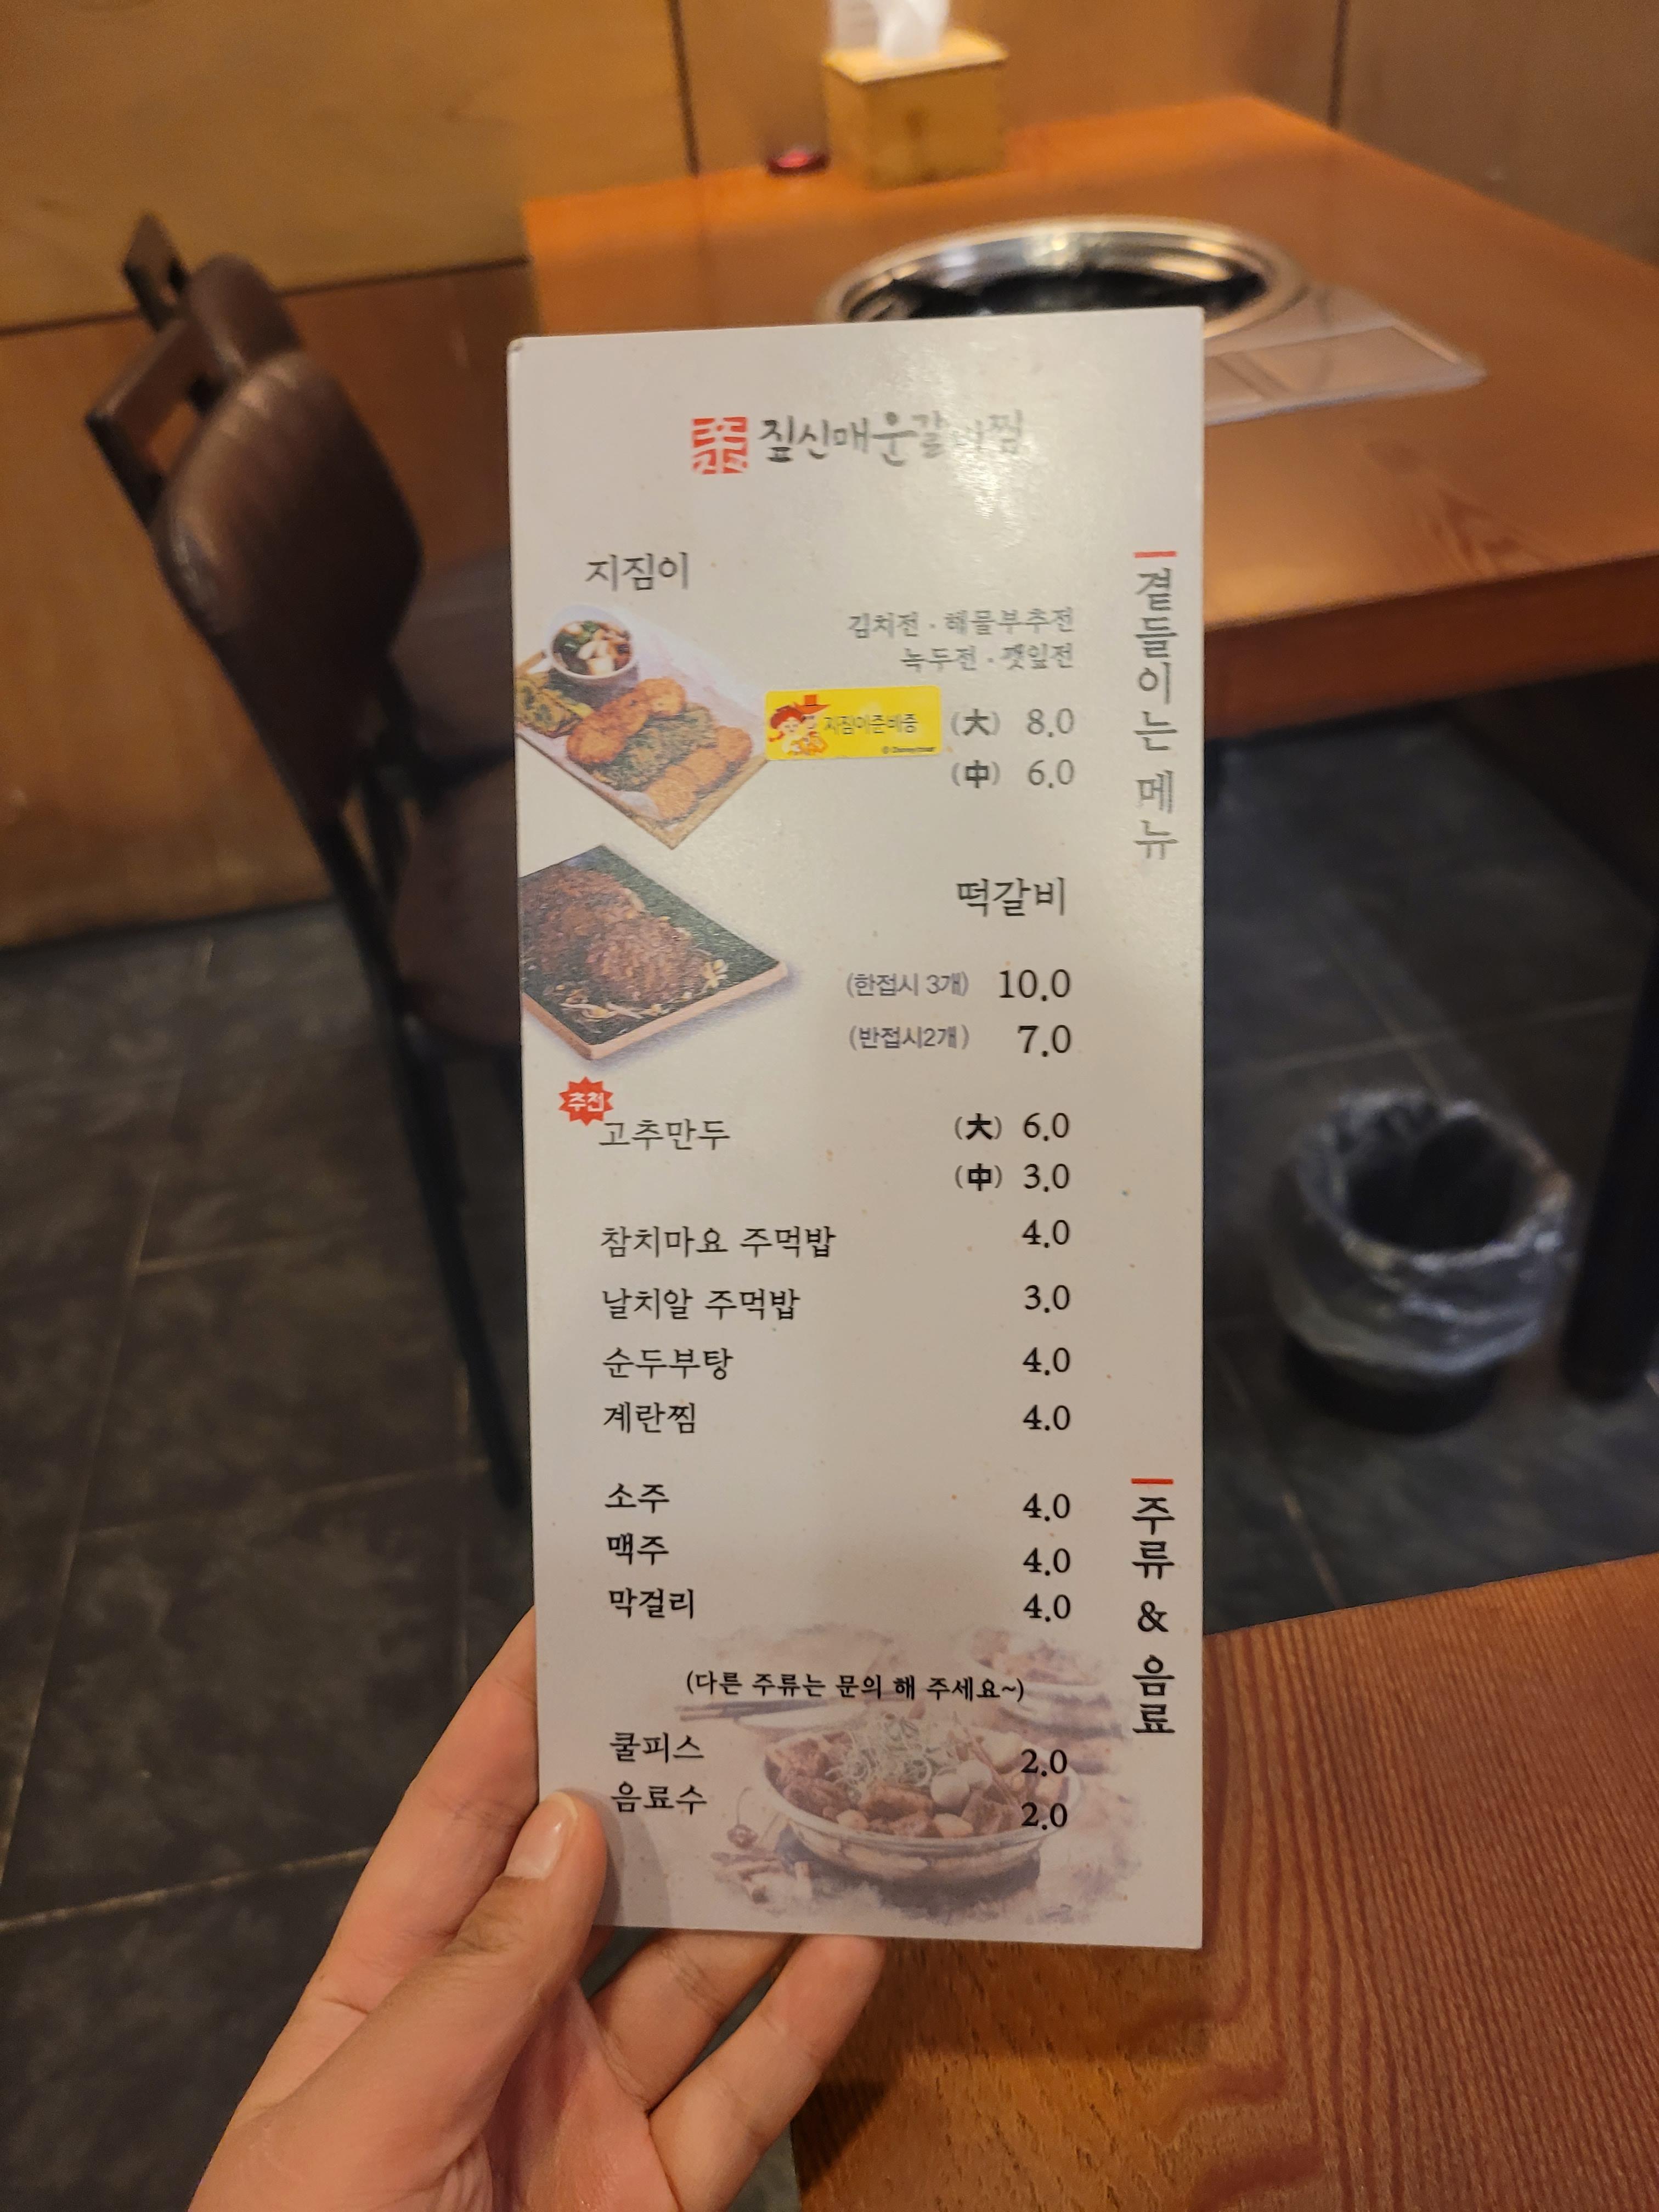 짚신매운갈비찜
곁들이는 메뉴
지짐이
김치전 · 해물부추전
녹두전 · 깻잎전
지짐이준비중
(大) 8.0
(中) 6.0
떡갈비
(한접시 3개) 10.0
(반접시2개) 7.0
추천
고추만두 (大) 6.0
(中) 3.0
참치마요 주먹밥 4.0
날치알 주먹밥 3.0
순두부탕 4.0
계란찜 4.0
주류 & 음료
소주 4.0
맥주 4.0
막걸리 4.0
(다른 주류는 문의 해 주세요~)
쿨피스 2.0
음료수 2.0